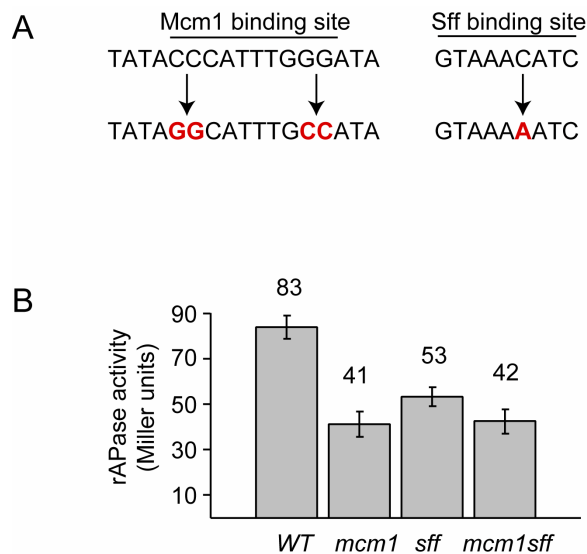 A
Mcm1 binding site
Sff binding site
TATACCCATTTGGGATA
GTAAACATC
TATAGGCATTTGCCATA
GTAAAAATC
B
rAPase activity
(Miller units)
90
70
50
30
10
83
41
53
42
WT
mcm1
sff
mcm1sff